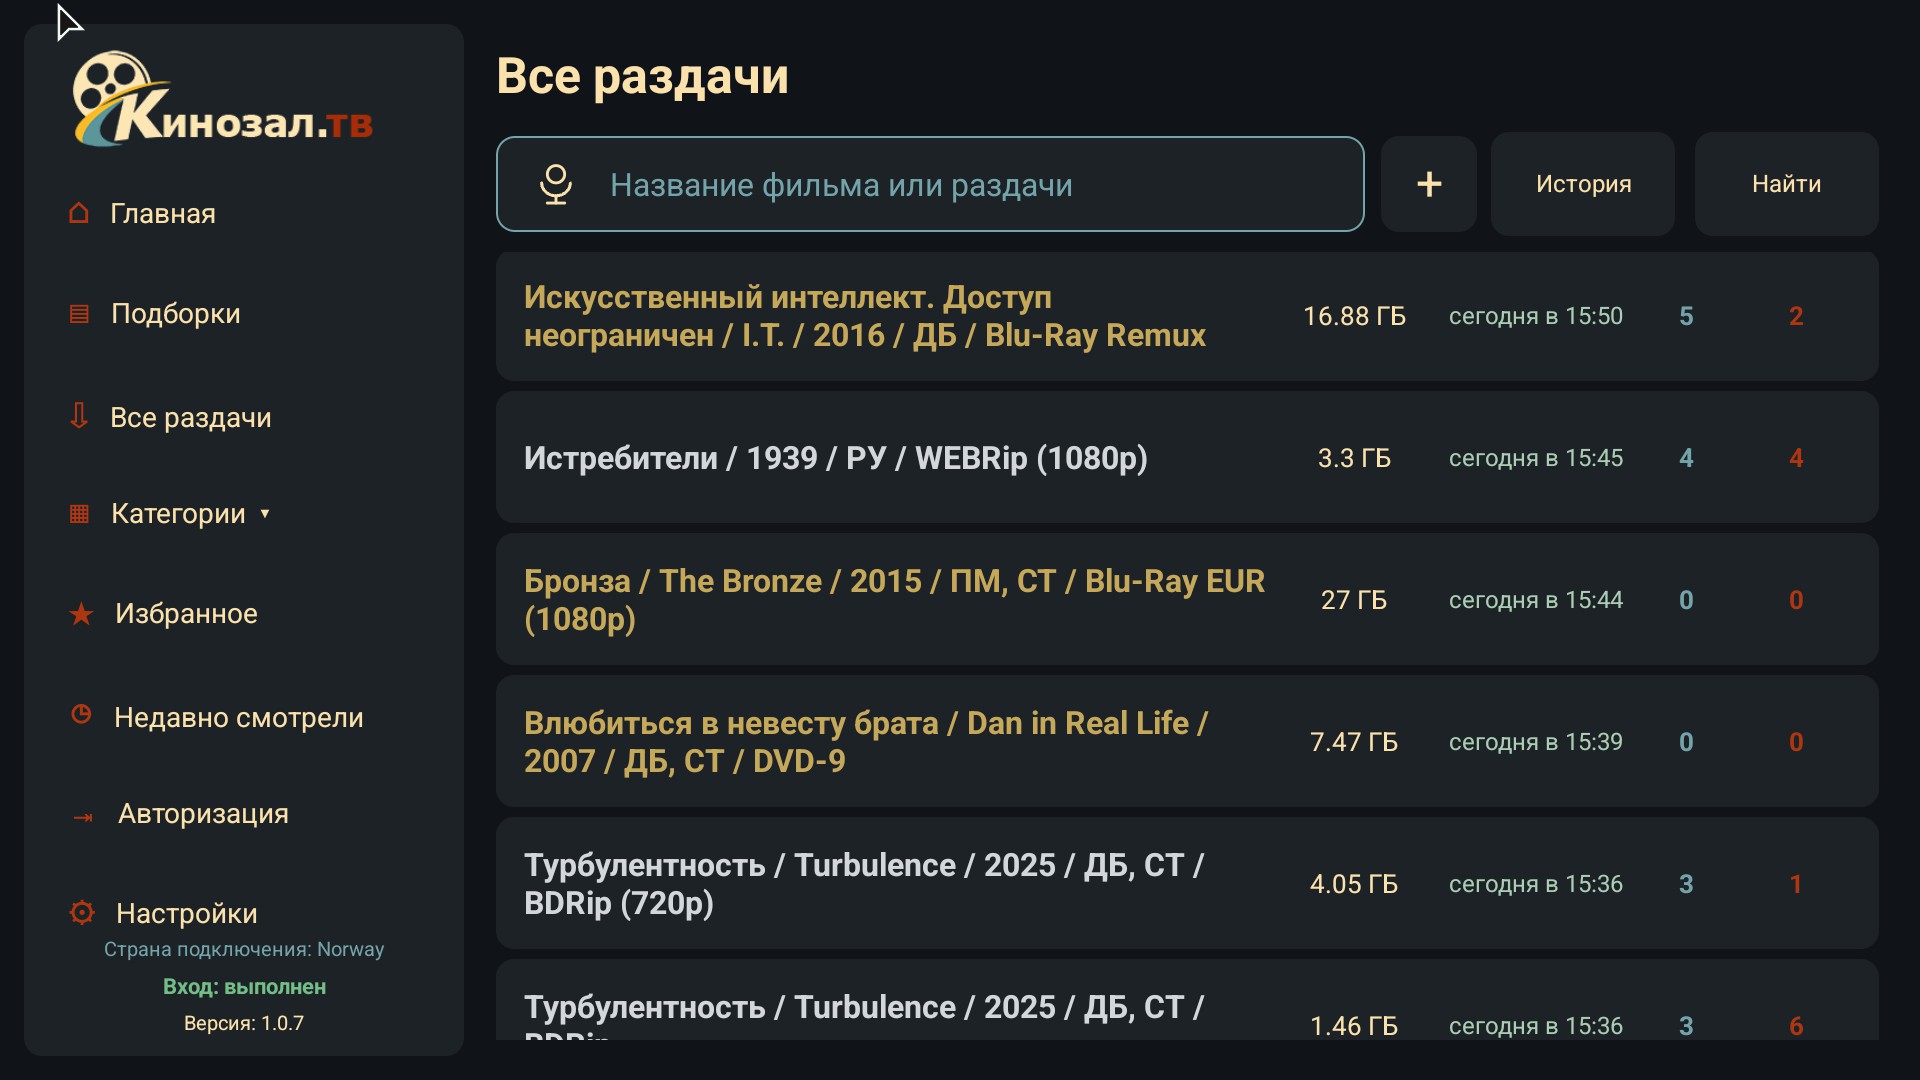 Кинозал.тв
Главная
Подборки
Все раздачи
Категории ▾
Избранное
Недавно смотрели
Авторизация
Настройки
Страна подключения: Norway
Вход: выполнен
Версия: 1.0.7
Все раздачи
Название фильма или раздачи
+
История
Найти
Искусственный интеллект. Доступ
неограничен / I.T. / 2016 / ДБ / Blu-Ray Remux
16.88 ГБ
сегодня в 15:50
5
2
Истребители / 1939 / РУ / WEBRip (1080p)
3.3 ГБ
сегодня в 15:45
4
4
Бронза / The Bronze / 2015 / ПМ, СТ / Blu-Ray EUR
(1080p)
27 ГБ
сегодня в 15:44
0
0
Влюбиться в невесту брата / Dan in Real Life /
2007 / ДБ, СТ / DVD-9
7.47 ГБ
сегодня в 15:39
0
0
Турбулентность / Turbulence / 2025 / ДБ, СТ /
BDRip (720p)
4.05 ГБ
сегодня в 15:36
3
1
Турбулентность / Turbulence / 2025 / ДБ, СТ /
BDRip
1.46 ГБ
сегодня в 15:36
3
6